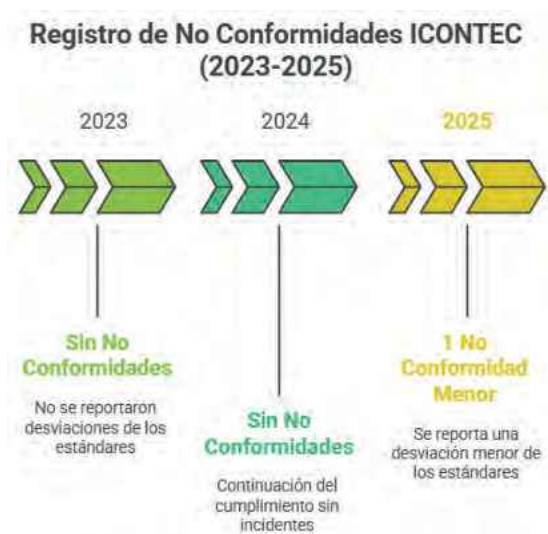 Registro de No Conformidades ICONTEC
(2023-2025)
2023
2024
2025
Sin No
Conformidades
No se reportaron
desviaciones de los
estándares
Sin No
Conformidades
Continuación del
cumplimiento sin
incidentes
1 No
Conformidad
Menor
Se reporta una
desviación menor de
los estándares